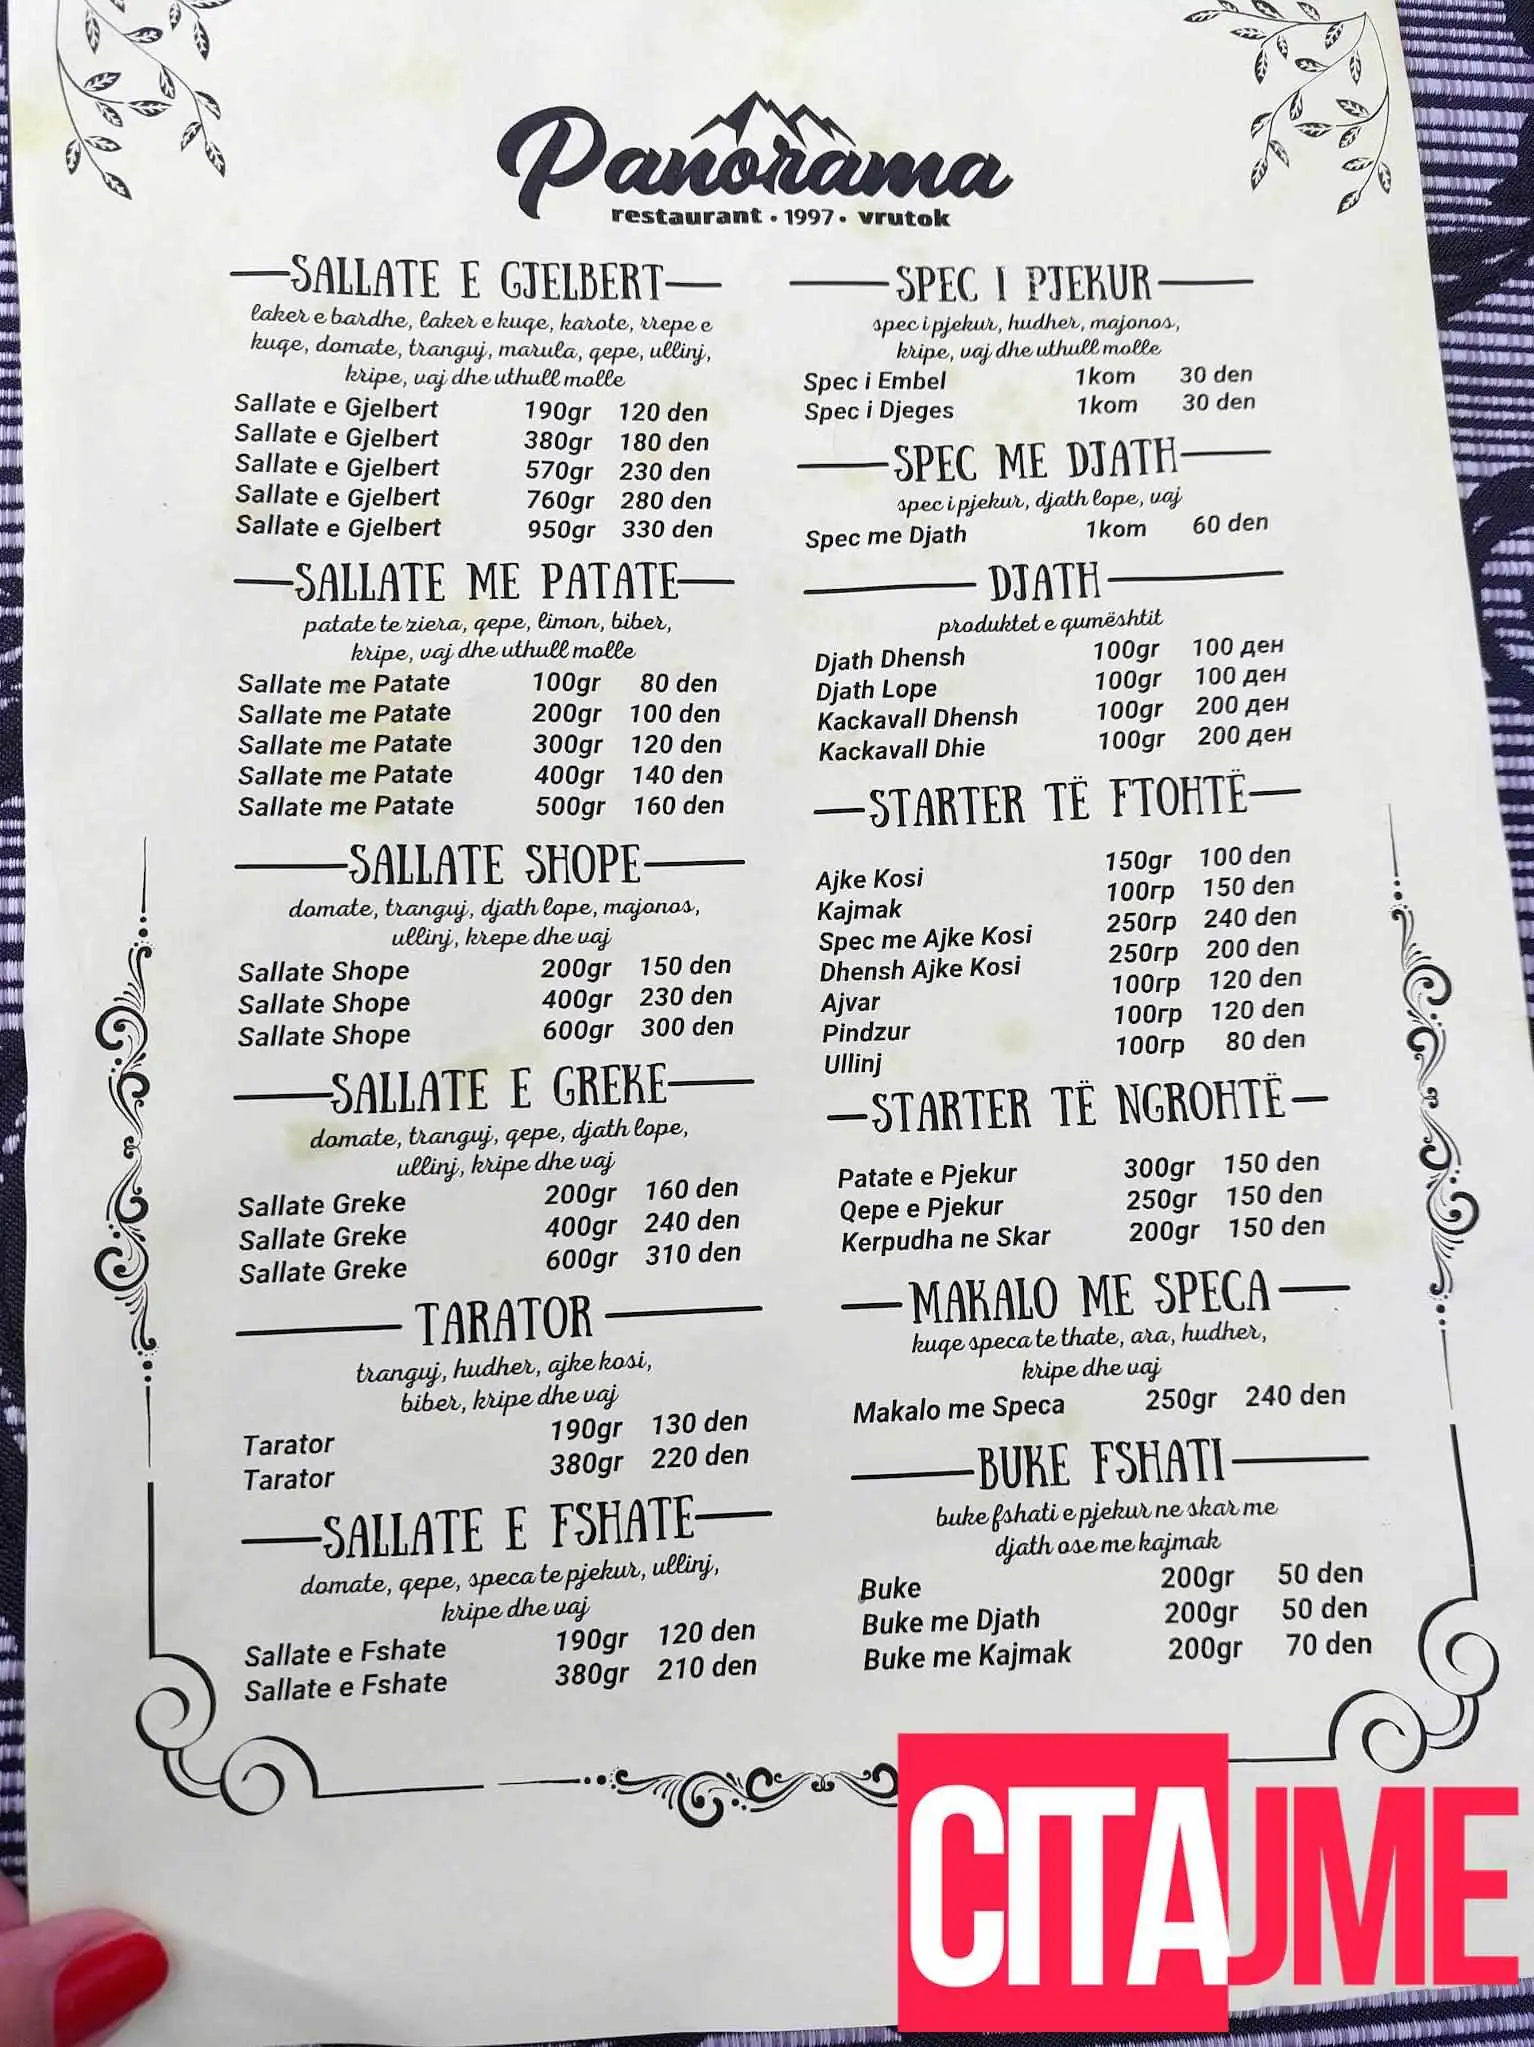 Panorama
restaurant • 1997 • vrutok
SALLATE E GJELBERT
laker e bardhe, laker e kuqe, karote, rrepe e
kuqe, domate, tranguj, marula, qepe, ullinj,
kripe, vaj dhe uthull molle
Sallate e Gjelbert 190gr 120 den
Sallate e Gjelbert 380gr 180 den
Sallate e Gjelbert 570gr 230 den
Sallate e Gjelbert 760gr 280 den
Sallate e Gjelbert 950gr 330 den
SALLATE ME PATATE
patate te ziera, qepe, limon, biber,
kripe, vaj dhe uthull molle
Sallate me Patate 100gr 80 den
Sallate me Patate 200gr 100 den
Sallate me Patate 300gr 120 den
Sallate me Patate 400gr 140 den
Sallate me Patate 500gr 160 den
SALLATE SHOPE
domate, tranguj, djath lope, majonos,
ullinj, krepe dhe vaj
Sallate Shope 200gr 150 den
Sallate Shope 400gr 230 den
Sallate Shope 600gr 300 den
SALLATE E GREKE
domate, tranguj, qepe, djath lope,
ullinj, kripe dhe vaj
Sallate Greke 200gr 160 den
Sallate Greke 400gr 240 den
Sallate Greke 600gr 310 den
TARATOR
tranguj, hudher, ajke kosi,
biber, kripe dhe vaj
Tarator 190gr 130 den
Tarator 380gr 220 den
SALLATE E FSHATE
domate, qepe, speca te pjekur, ullinj,
kripe dhe vaj
Sallate e Fshate 190gr 120 den
Sallate e Fshate 380gr 210 den
SPEC I PJEKUR
spec i pjekur, hudher, majonos,
kripe, vaj dhe uthull molle
Spec i Embel 1kom 30 den
Spec i Djeges 1kom 30 den
SPEC ME DJATH
spec i pjekur, djath lope, vaj
Spec me Djath 1kom 60 den
DJATH
produktet e qumështit
Djath Dhensh 100gr 100 ден
Djath Lope 100gr 100 ден
Kackavall Dhensh 100gr 200 ден
Kackavall Dhie 100gr 200 ден
STARTER TË FTOHTË
Ajke Kosi 150gr 100 den
Kajmak 100гр 150 den
Spec me Ajke Kosi 250гр 240 den
Dhensh Ajke Kosi 250гр 200 den
Ajvar 100гр 120 den
Pindzur 100гр 120 den
Ullinj 100гр 80 den
STARTER TË NGROHTË
Patate e Pjekur 300gr 150 den
Qepe e Pjekur 250gr 150 den
Kerpudha ne Skar 200gr 150 den
MAKALO ME SPECA
kuqe speca te thate, ara, hudher,
kripe dhe vaj
Makalo me Speca 250gr 240 den
BUKE FSHATI
buke fshati e pjekur ne skar me
djath ose me kajmak
Buke 200gr 50 den
Buke me Djath 200gr 50 den
Buke me Kajmak 200gr 70 den
CITAJME